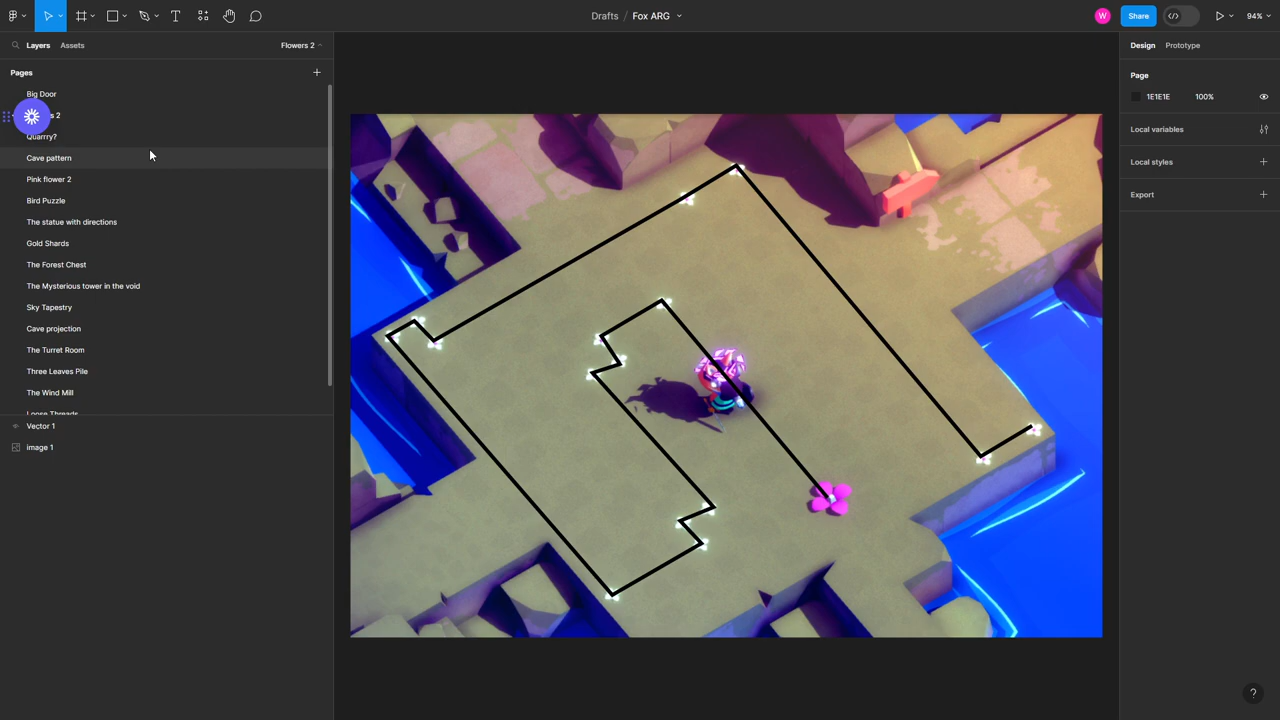 Drafts / Fox ARG
W
Share
94%
Layers
Assets
Flowers 2
Design
Prototype
Pages
Page
1E1E1E
100%
Local variables
Local styles
Export
Big Door
s 2
Quarrry?
Cave pattern
Pink flower 2
Bird Puzzle
The statue with directions
Gold Shards
The Forest Chest
The Mysterious tower in the void
Sky Tapestry
Cave projection
The Turret Room
Three Leaves Pile
The Wind Mill
Loose Threads
Vector 1
image 1
?